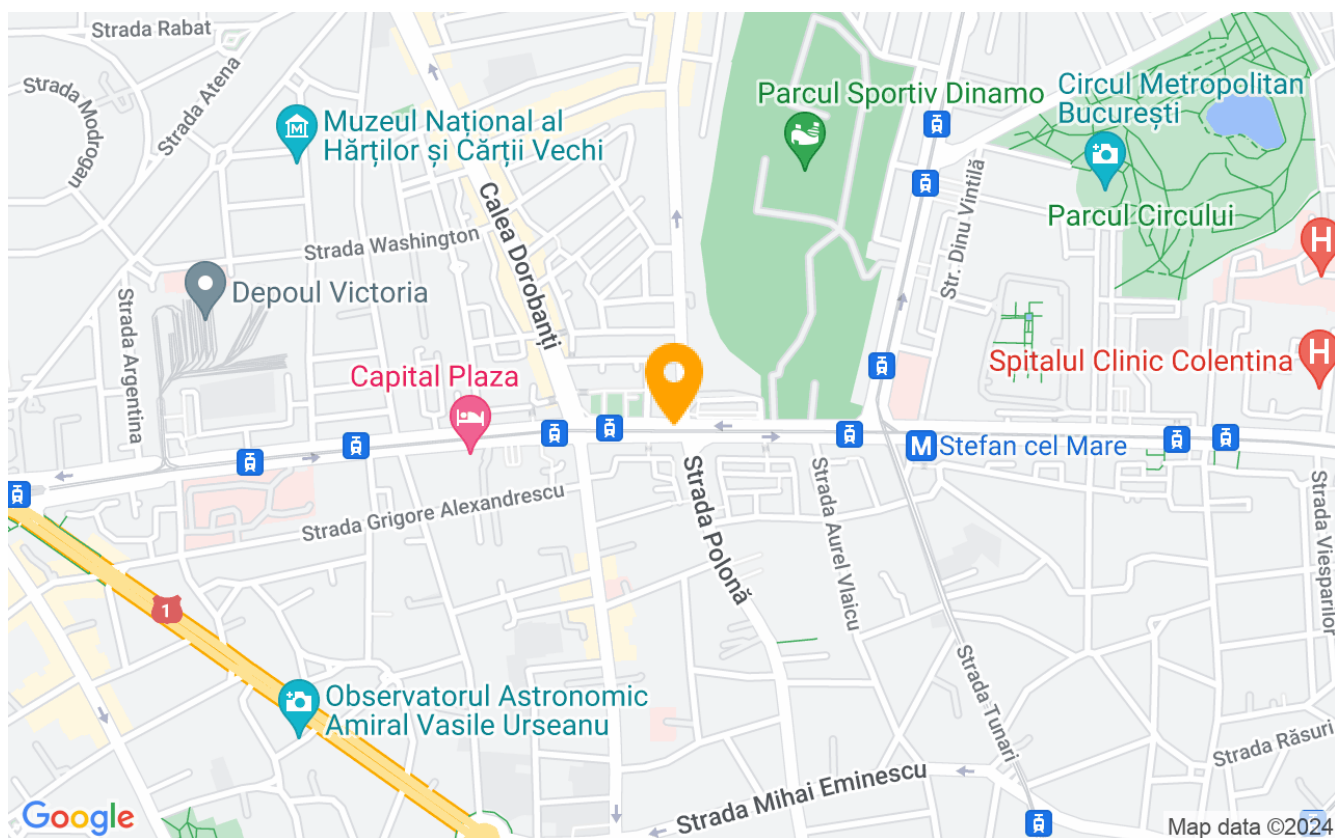 Strada Rabat
Strada Atena
Strada Modrogan
Muzeul Național al
Hărților și Cărții Vechi
Calea Dorobanți
Parcul Sportiv Dinamo
Circul Metropolitan
București
Parcul Circului
Str. Dinu Vintilă
Strada Washington
Depoul Victoria
Strada Argentina
Capital Plaza
H
Spitalul Clinic Colentina
H
M
Stefan cel Mare
Strada Grigore Alexandrescu
Strada Polonă
Strada Aurel Vlaicu
Strada Viesparilor
1
Strada Tunari
Observatorul Astronomic
Amiral Vasile Urseanu
Strada Răsuri
Strada Mihai Eminescu
Google
Map data ©2024